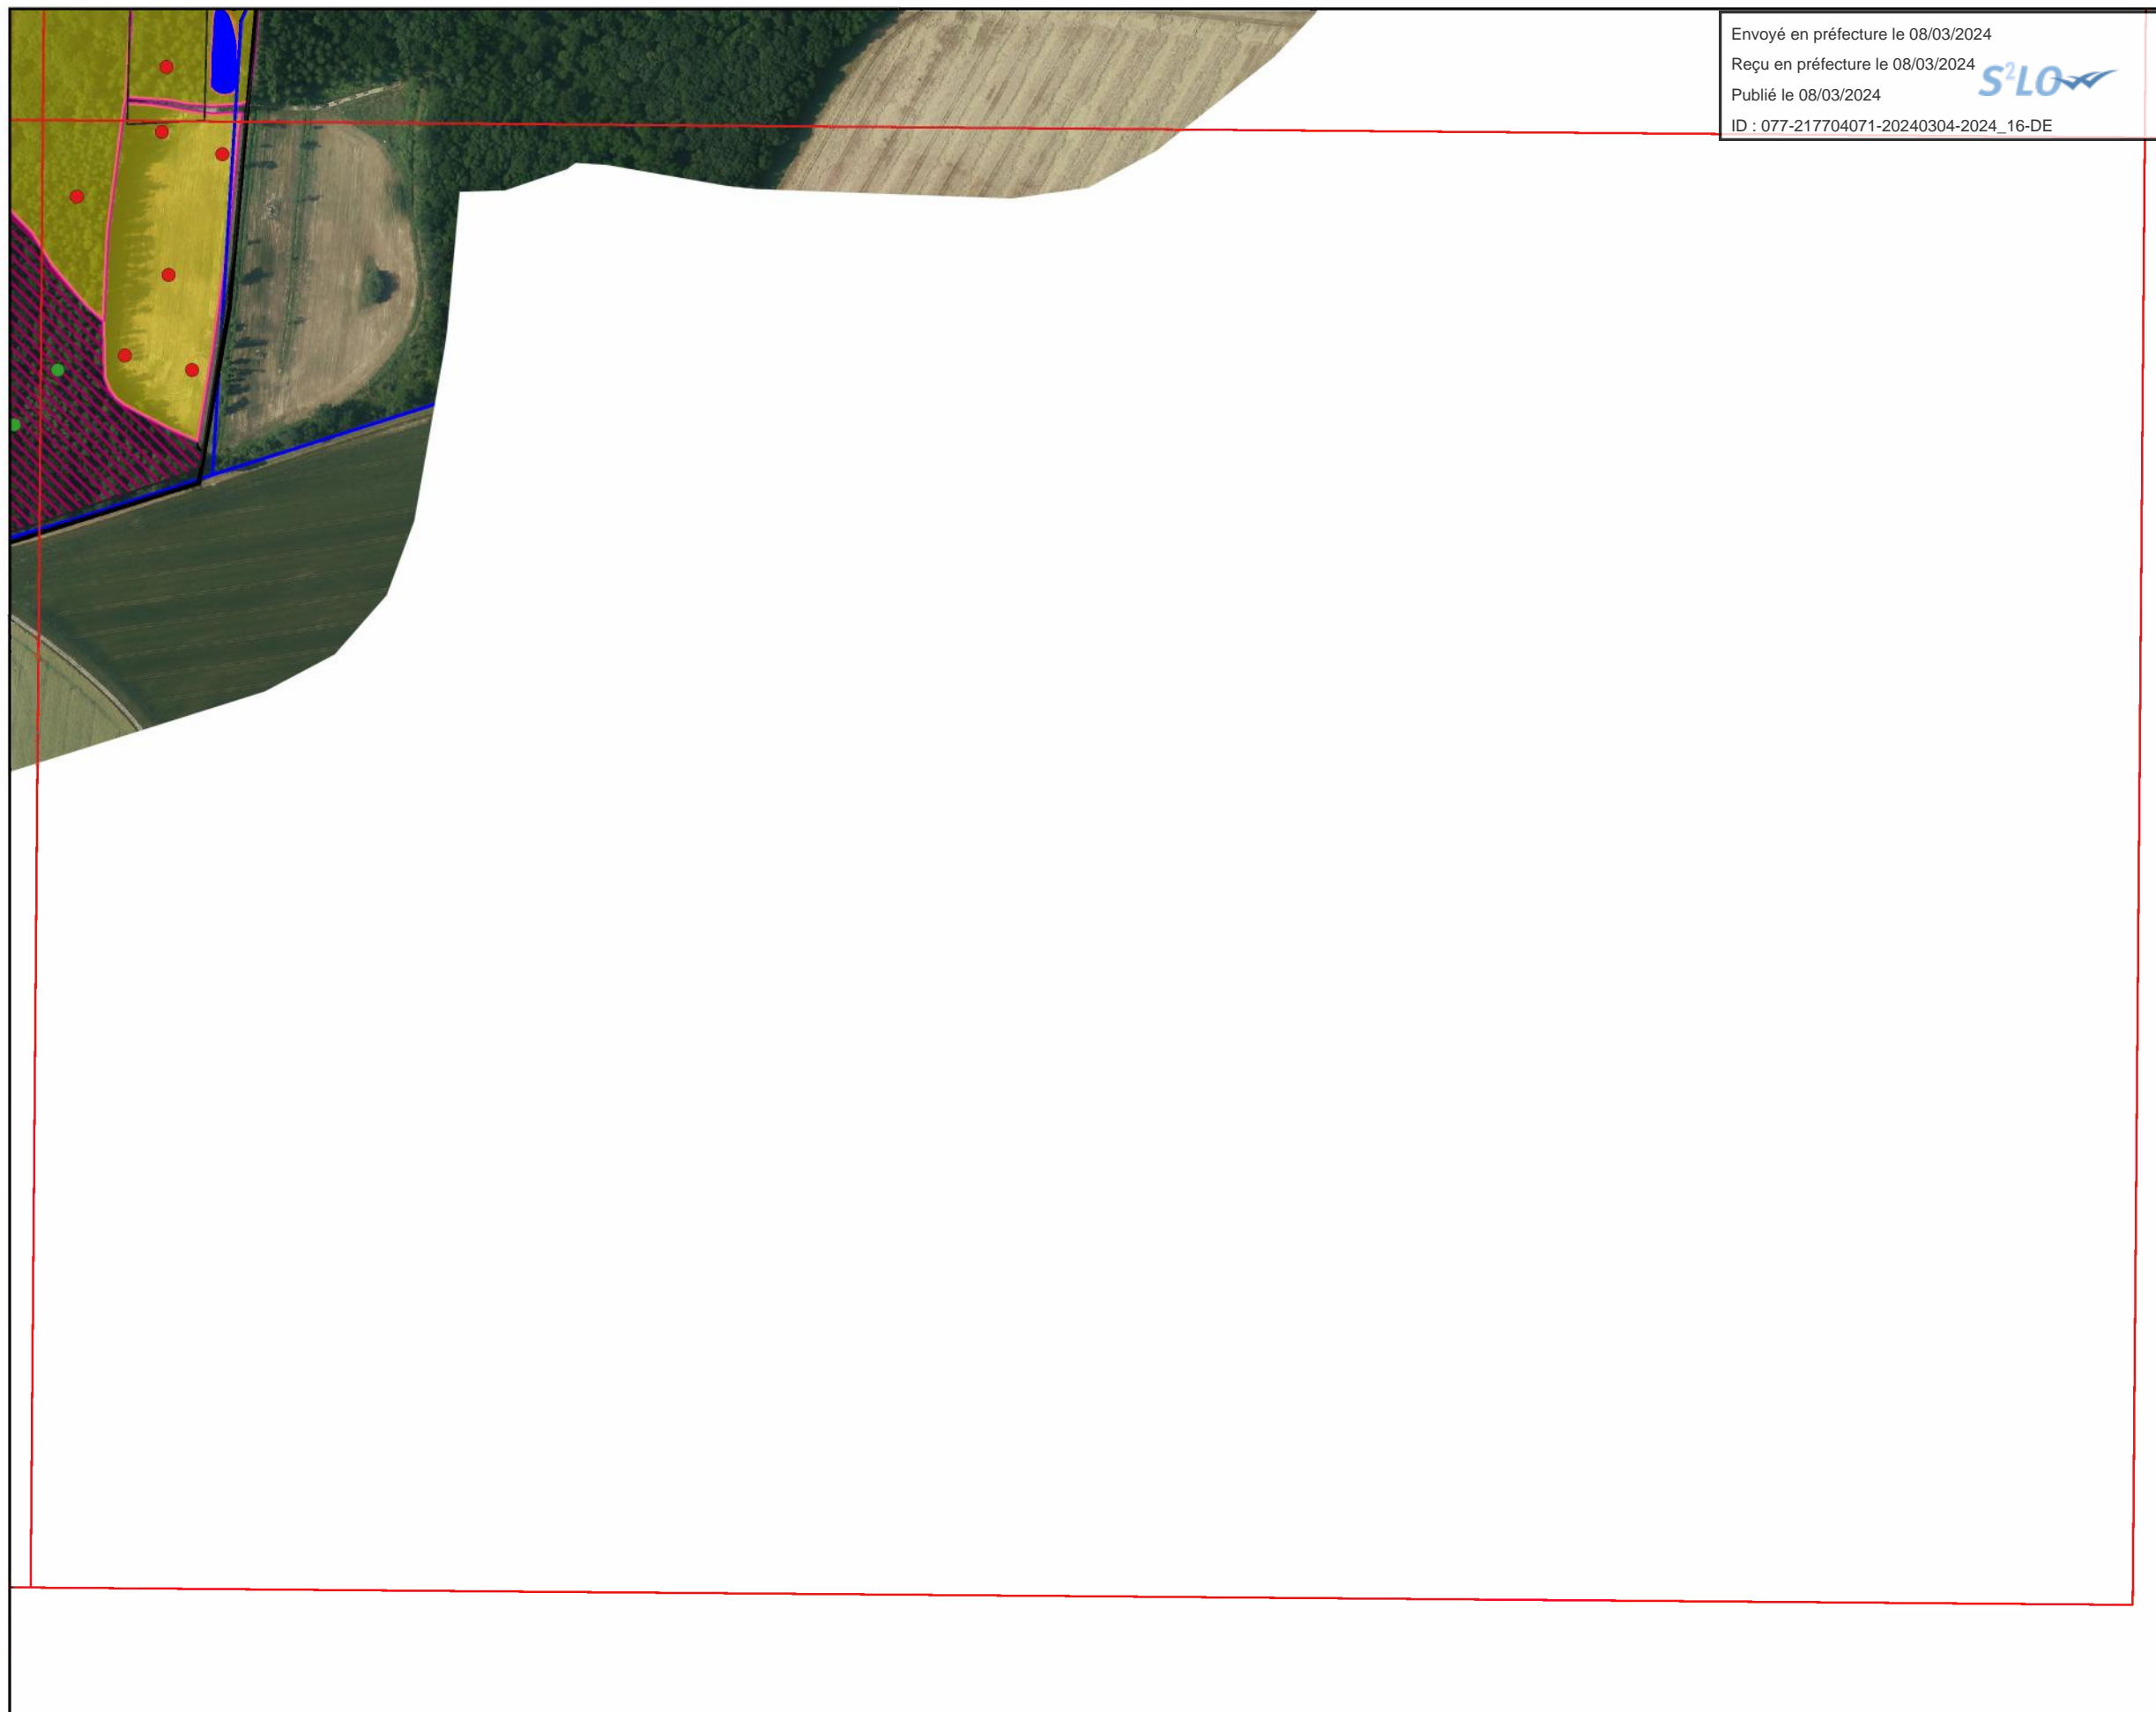 Envoyé en préfecture le 08/03/2024
Reçu en préfecture le 08/03/2024
S²LOW
Publié le 08/03/2024
ID : 077-217704071-20240304-2024_16-DE